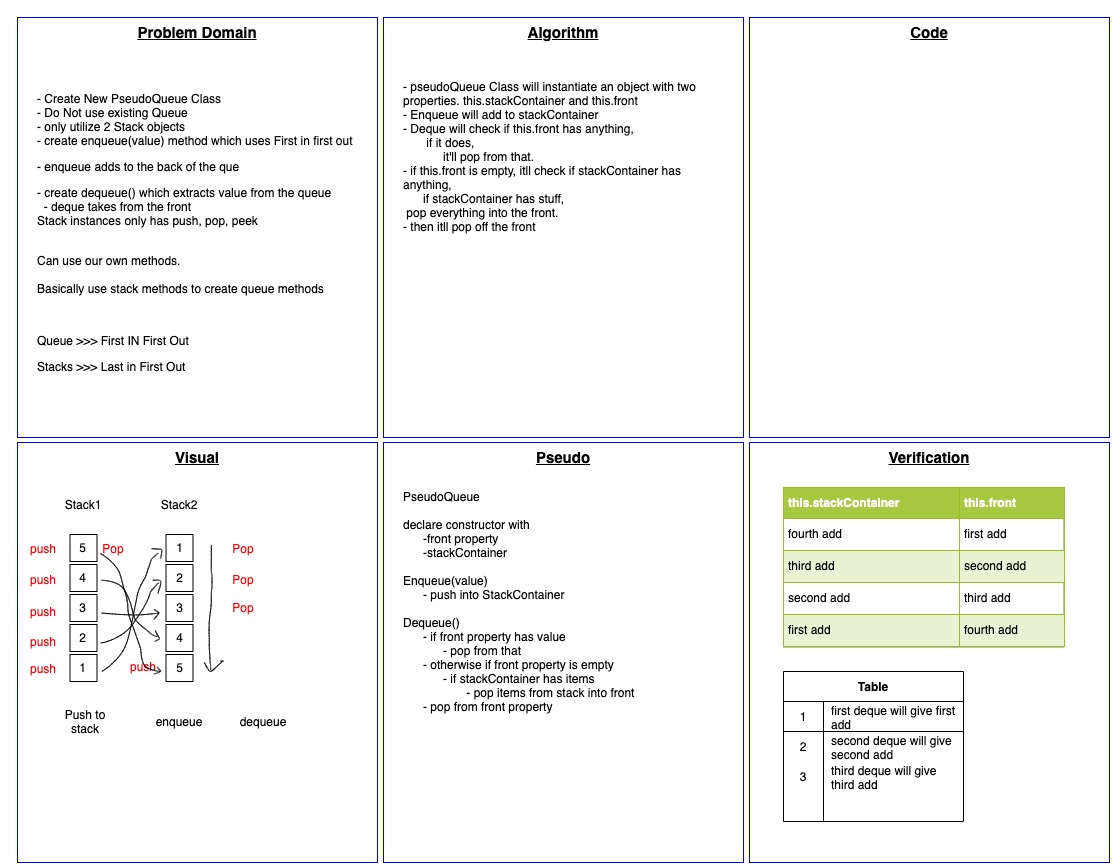 Problem Domain
- Create New PseudoQueue Class
- Do Not use existing Queue
- only utilize 2 Stack objects
- create enqueue(value) method which uses First in first out
- enqueue adds to the back of the que
- create dequeue() which extracts value from the queue
- deque takes from the front
Stack instances only has push, pop, peek
Can use our own methods.
Basically use stack methods to create queue methods
Queue >>> First IN First Out
Stacks >>> Last in First Out
Algorithm
- pseudoQueue Class will instantiate an object with two
properties. this.stackContainer and this.front
- Enqueue will add to stackContainer
- Deque will check if this.front has anything,
if it does,
it'll pop from that.
- if this.front is empty, itll check if stackContainer has
anything,
if stackContainer has stuff,
pop everything into the front.
- then itll pop off the front
Code
Visual
Stack1 Stack2
push 5 Pop 1 Pop
push 4 2 Pop
push 3 3 Pop
push 2 4
push 1 push 5
Push to
stack
enqueue
dequeue
Pseudo
PseudoQueue
declare constructor with
-front property
-stackContainer
Enqueue(value)
- push into StackContainer
Dequeue()
- if front property has value
- pop from that
- otherwise if front property is empty
- if stackContainer has items
- pop items from stack into front
- pop from front property
Verification
this.stackContainer this.front
fourth add first add
third add second add
second add third add
first add fourth add
Table
1 first deque will give first
add
2 second deque will give
second add
3 third deque will give
third add